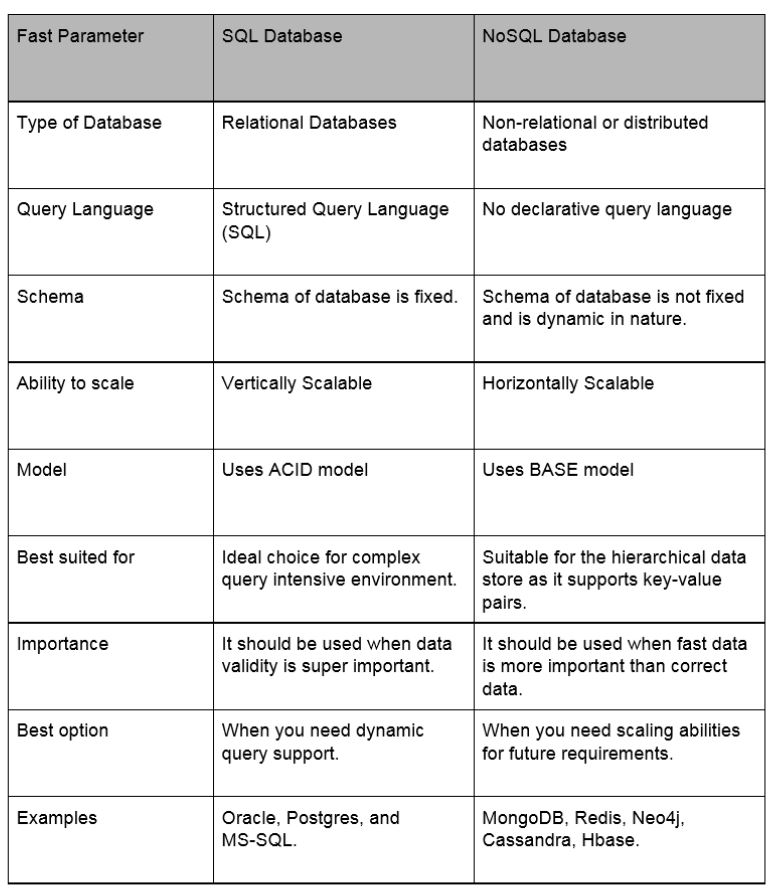 Fast Parameter SQL Database NoSQL Database
Type of Database Relational Databases Non-relational or distributed
databases
Query Language Structured Query Language No declarative query language
(SQL)
Schema Schema of database is fixed. Schema of database is not fixed
and is dynamic in nature.
Ability to scale Vertically Scalable Horizontally Scalable
Model Uses ACID model Uses BASE model
Best suited for Ideal choice for complex Suitable for the hierarchical data
query intensive environment. store as it supports key-value
pairs.
Importance It should be used when data It should be used when fast data
validity is super important. is more important than correct
data.
Best option When you need dynamic When you need scaling abilities
query support. for future requirements.
Examples Oracle, Postgres, and MongoDB, Redis, Neo4j,
MS-SQL. Cassandra, Hbase.